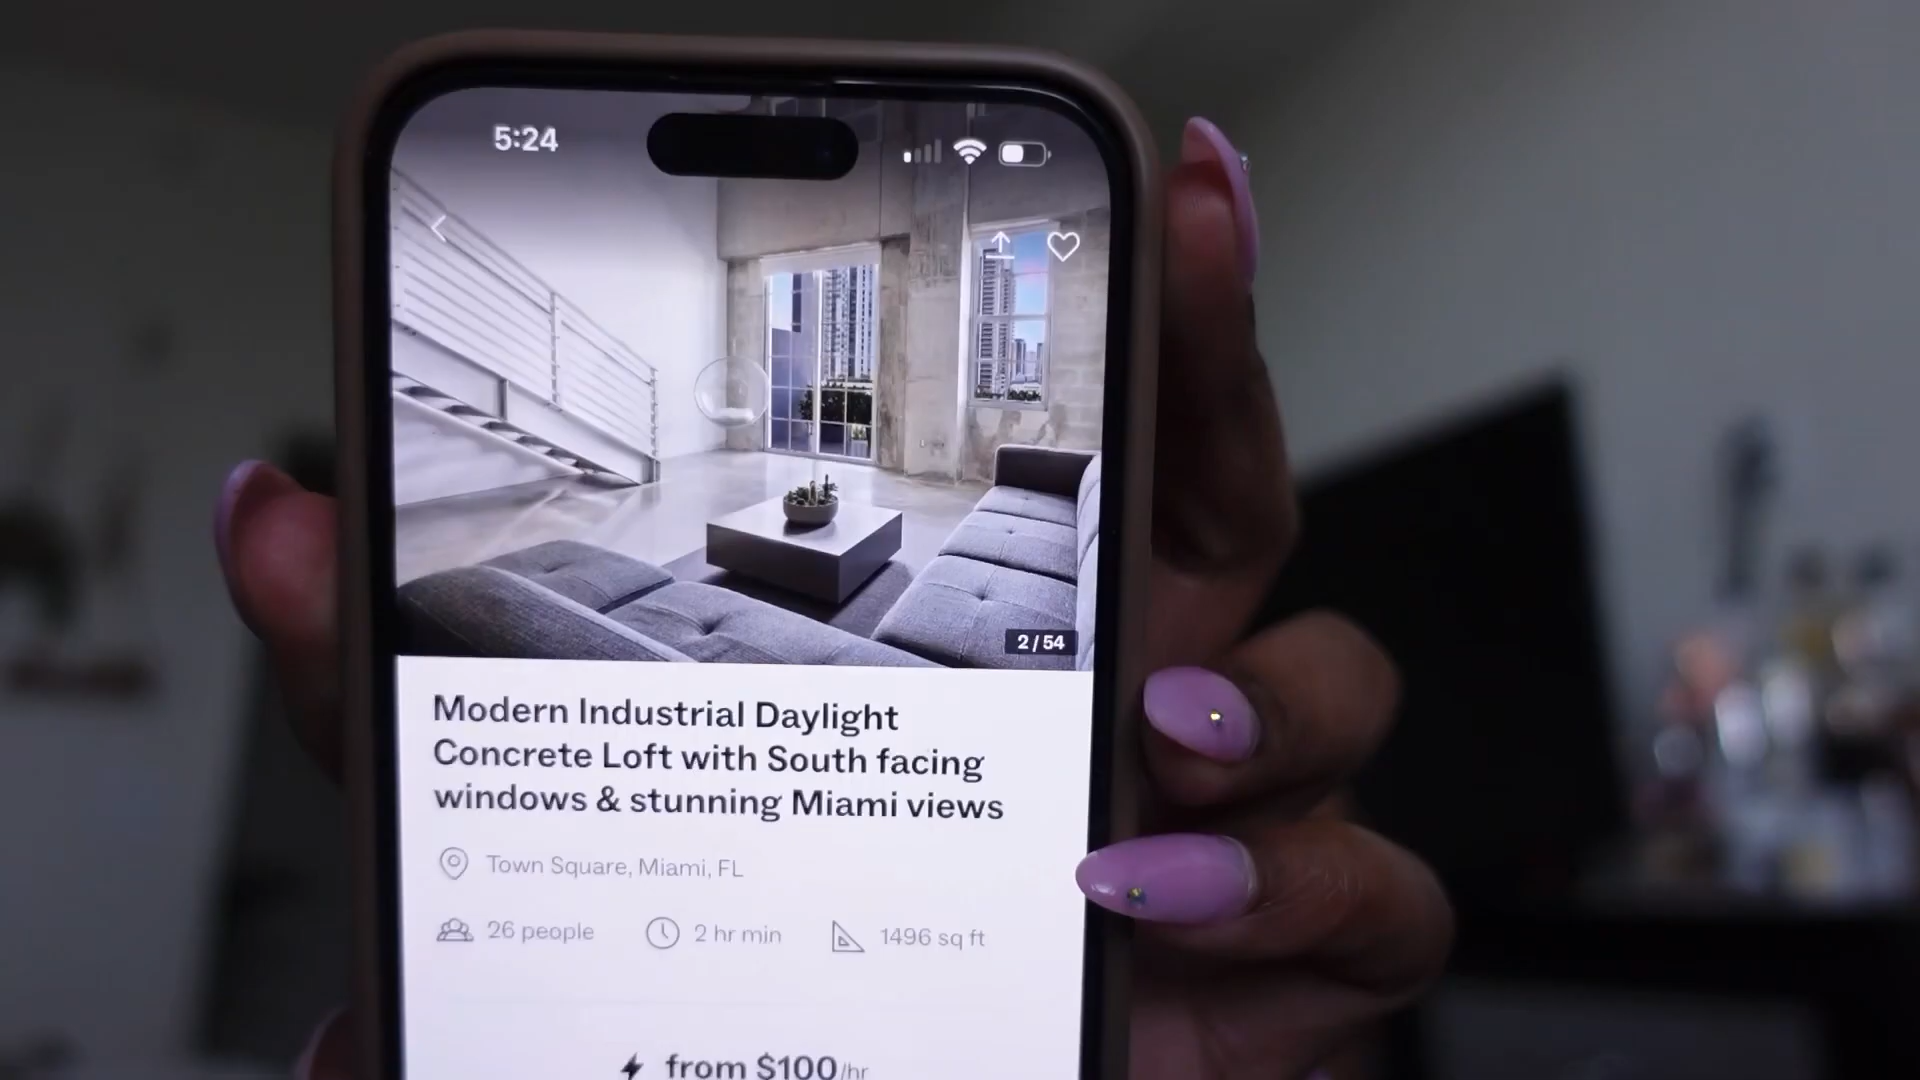 5:24
2 / 54
Modern Industrial Daylight
Concrete Loft with South facing
windows & stunning Miami views
Town Square, Miami, FL
26 people
2 hr min
1496 sq ft
from $100/hr